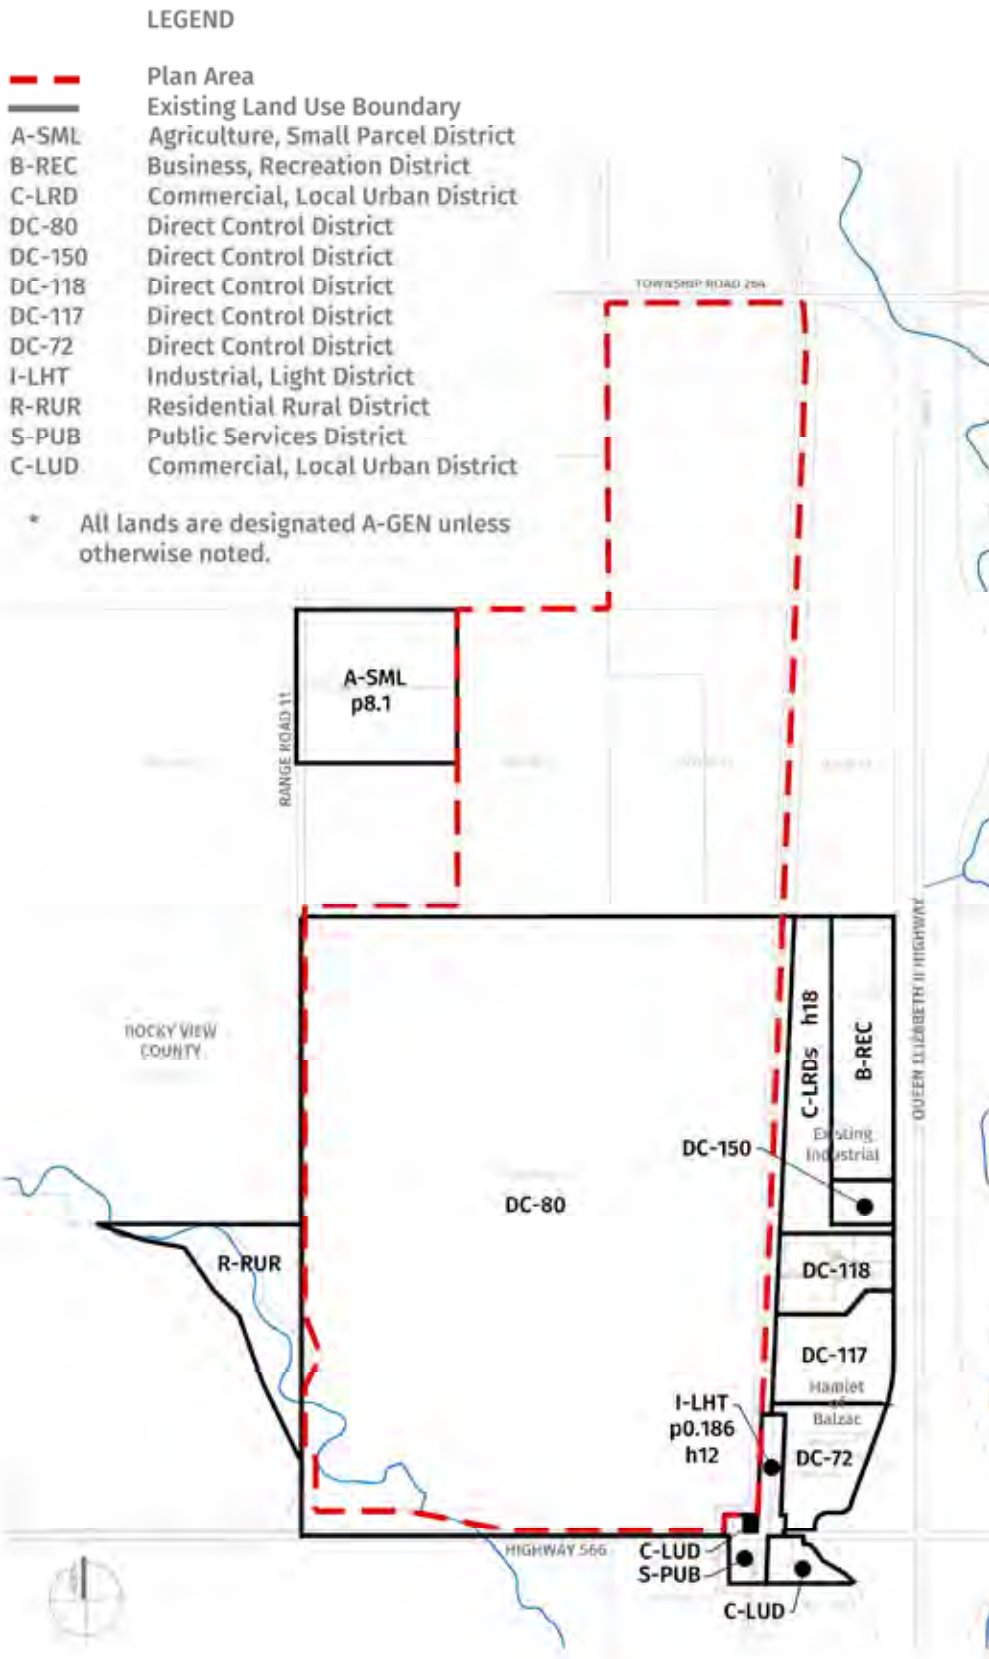 LEGEND
Plan Area
Existing Land Use Boundary
A-SML Agriculture, Small Parcel District
B-REC Business, Recreation District
C-LRD Commercial, Local Urban District
DC-80 Direct Control District
DC-150 Direct Control District
DC-118 Direct Control District
DC-117 Direct Control District
DC-72 Direct Control District
I-LHT Industrial, Light District
R-RUR Residential Rural District
S-PUB Public Services District
C-LUD Commercial, Local Urban District
* All lands are designated A-GEN unless
otherwise noted.
TOWNSHIP ROAD 264
A-SML
p8.1
RANGE ROAD 11
ROCKY VIEW
COUNTY
QUEEN ELIZABETH II HIGHWAY
C-LRDs h18
B-REC
Existing
Industrial
DC-150
DC-80
R-RUR
DC-118
DC-117
Hamlet
of
Balzac
I-LHT
p0.186
h12
DC-72
HIGHWAY 566
C-LUD
S-PUB
C-LUD